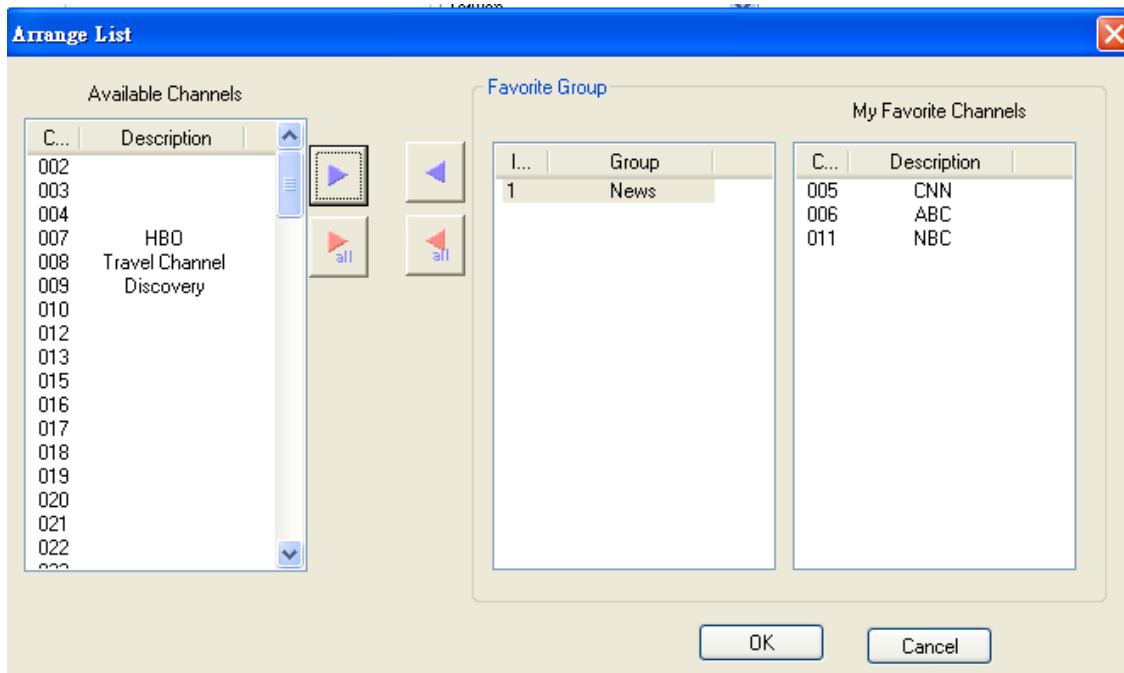 Arrange List
Available Channels
C... Description
002
003
004
007 HBO
008 Travel Channel
009 Discovery
010
012
013
015
016
017
018
019
020
021
022
all
all
Favorite Group
I... Group
1 News
My Favorite Channels
C... Description
005 CNN
006 ABC
011 NBC
OK
Cancel